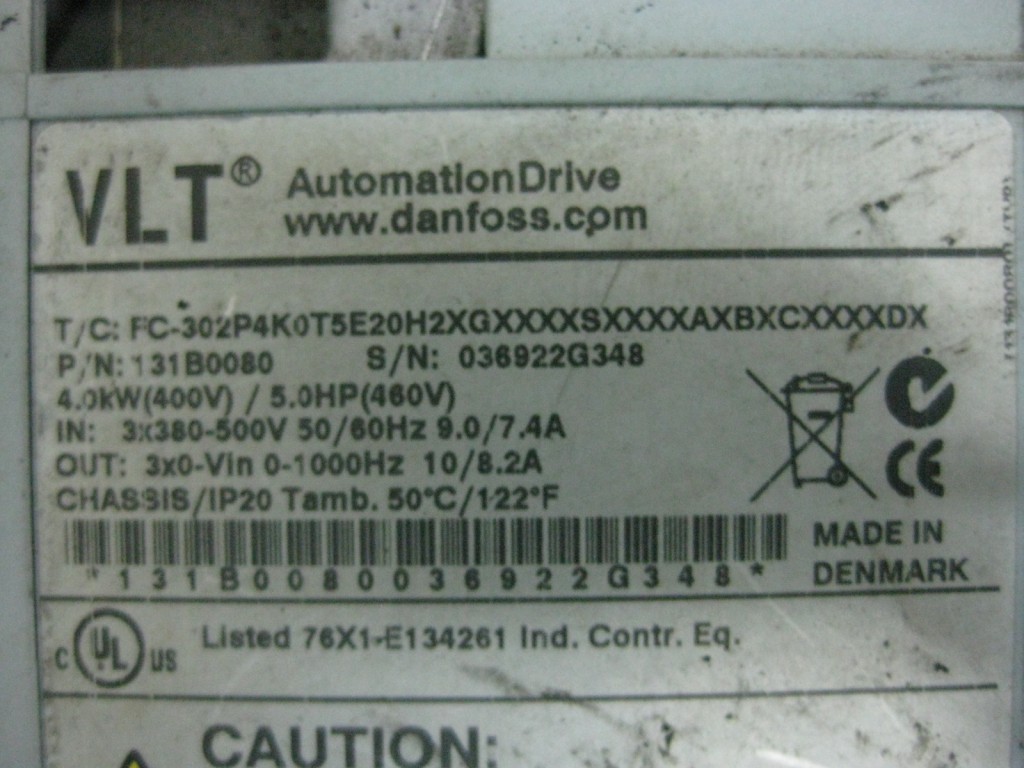 VLT® AutomationDrive
www.danfoss.com
T/C: FC-302P4K0T5E20H2XGXXXXSXXXXAXBXCXXXXDX
P/N: 131B0080 S/N: 036922G348
4.0kW(400V) / 5.0HP(460V)
IN: 3x380-500V 50/60Hz 9.0/7.4A
OUT: 3x0-Vin 0-1000Hz 10/8.2A
CHASSIS/IP20 Tamb. 50°C/122°F
*131B0080036922G348*
MADE IN
DENMARK
c UL US Listed 76X1-E134261 Ind. Contr. Eq.
CAUTION: